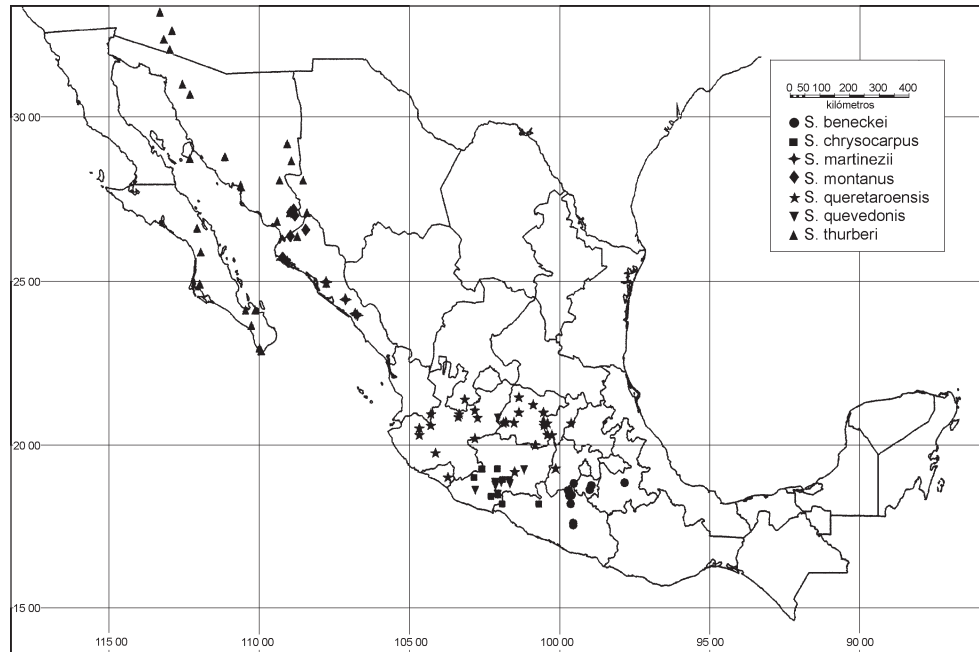 0 50 100 200 300 400
kilómetros
S. beneckei
S. chrysocarpus
S. martinezii
S. montanus
S. queretaroensis
S. quevedonis
S. thurberi
30 00
25 00
20 00
15 00
115 00 110 00 105 00 100 00 95 00 90 00